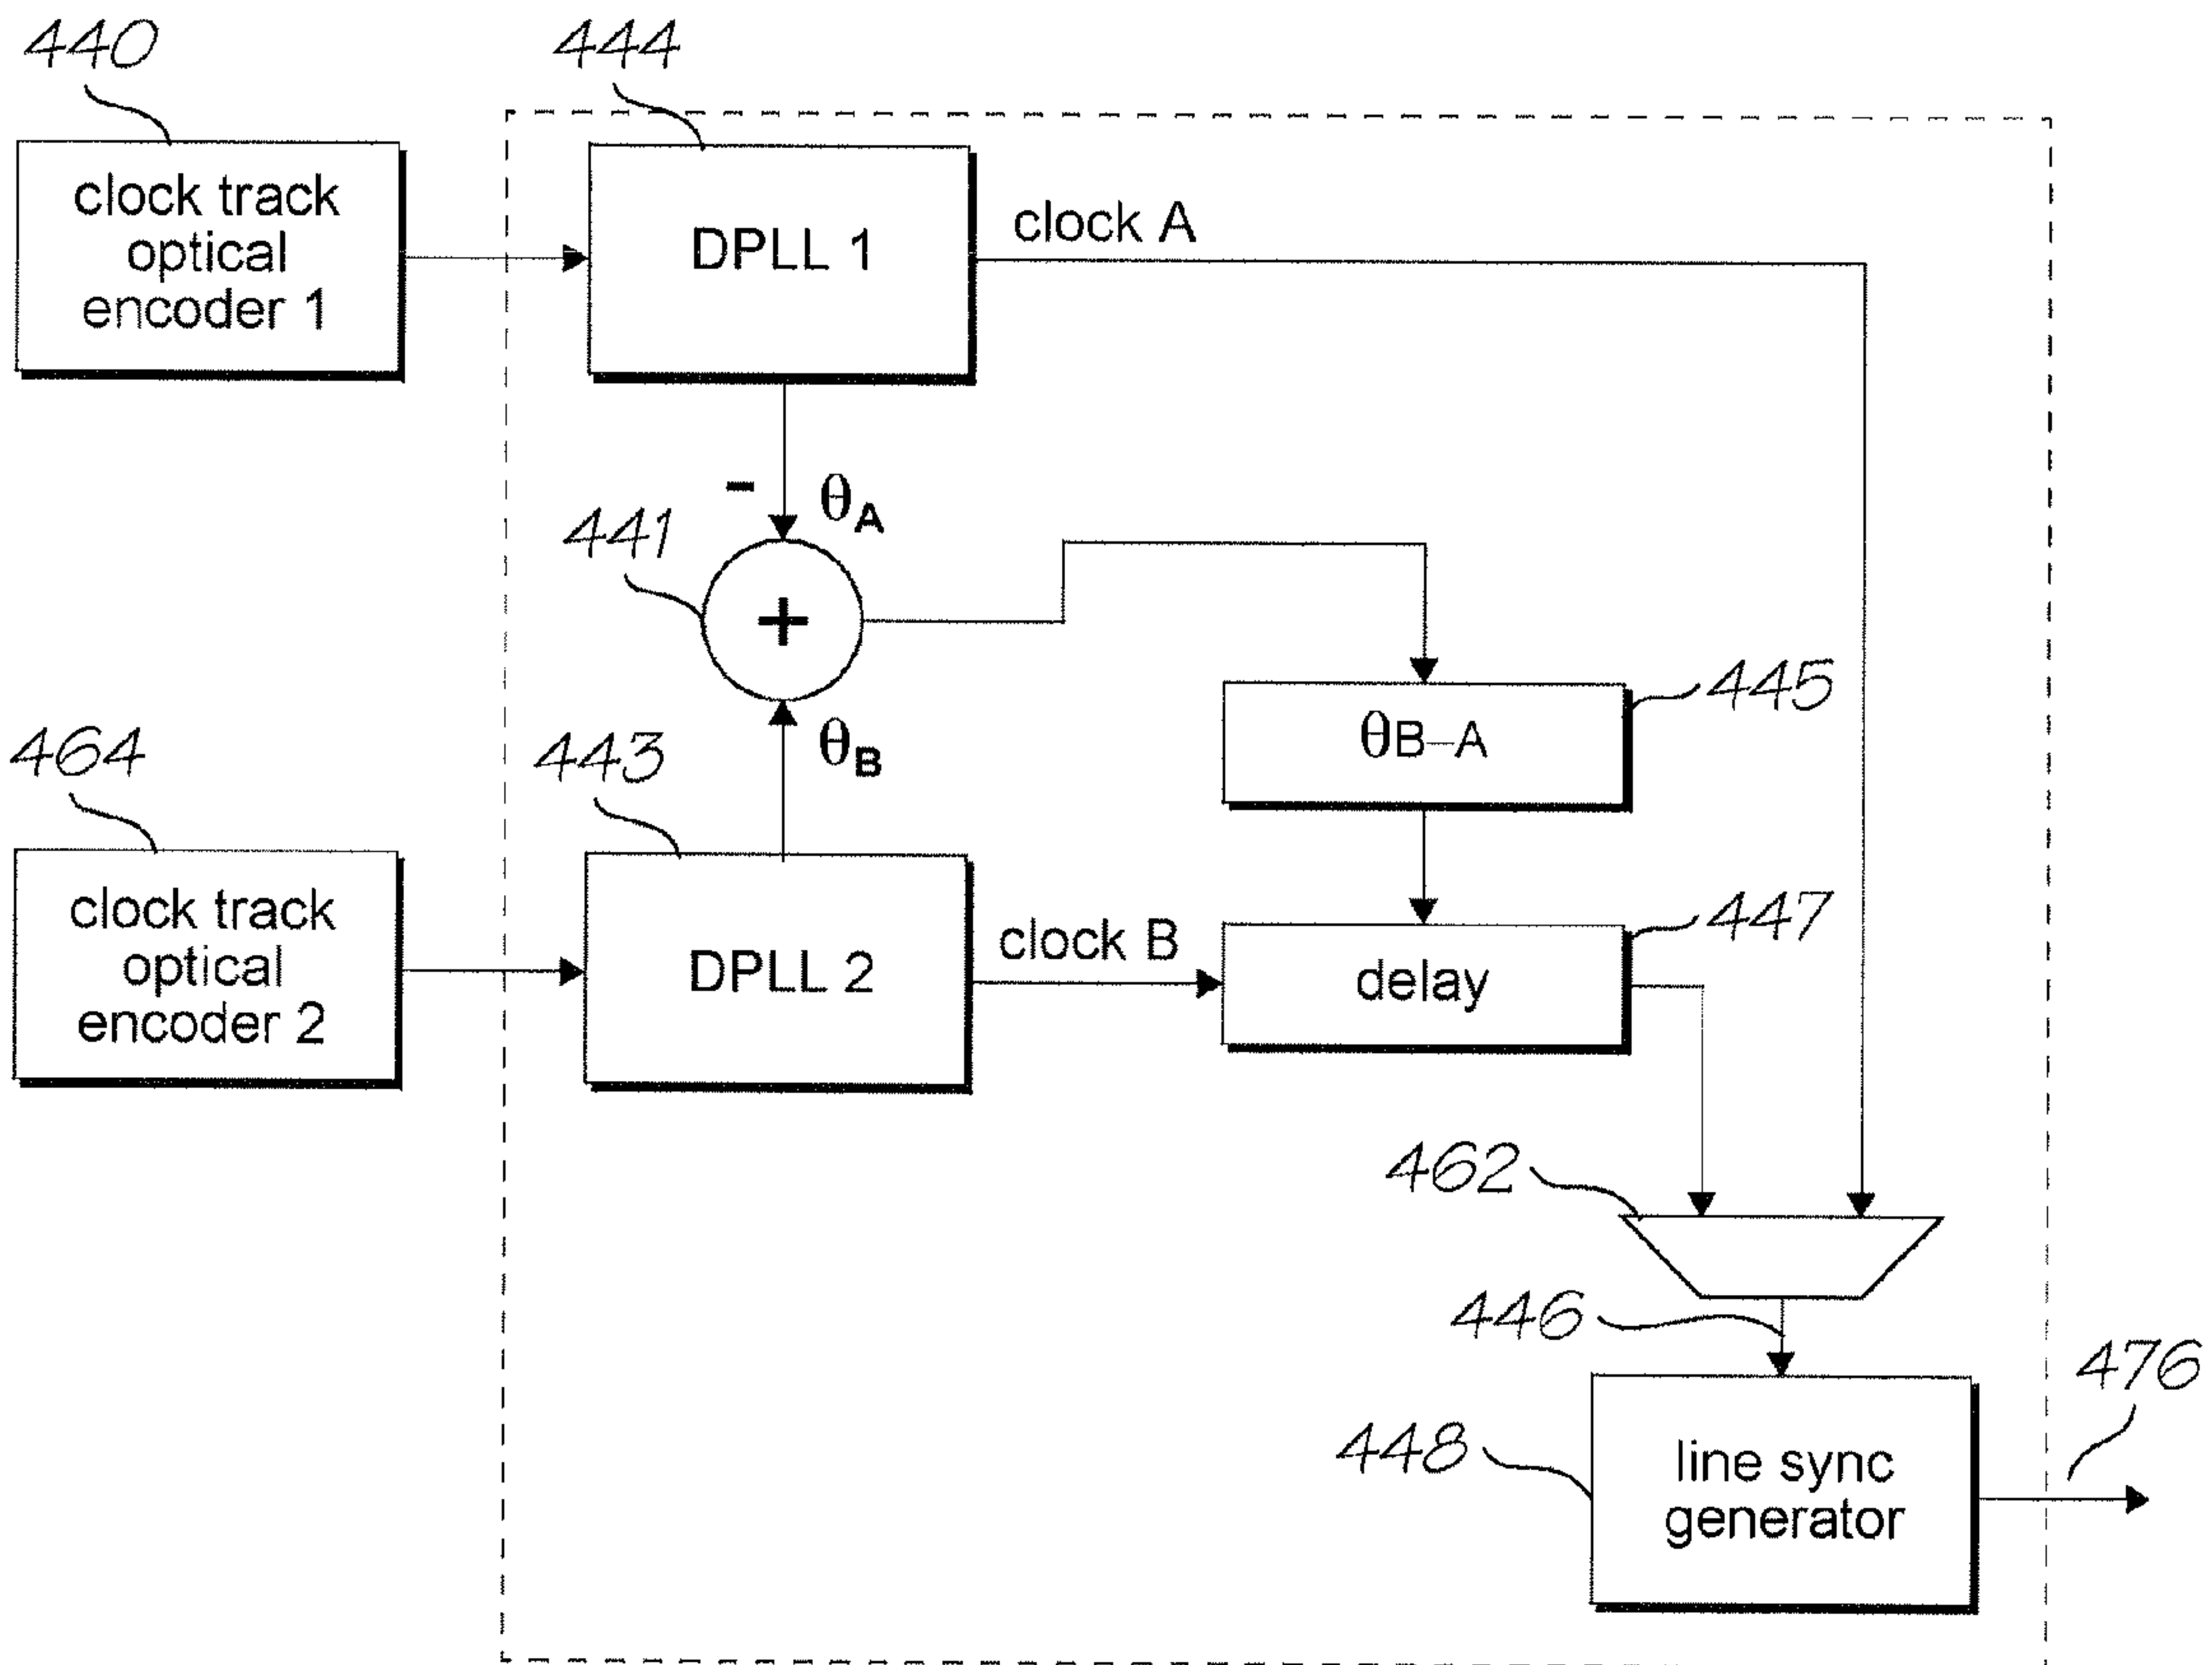 440
444
clock track
optical
encoder 1
DPLL 1
clock A
- θA
441
+
445
θB–A
464
443
θB
447
clock track
optical
encoder 2
DPLL 2
clock B
delay
462
446
476
448
line sync
generator